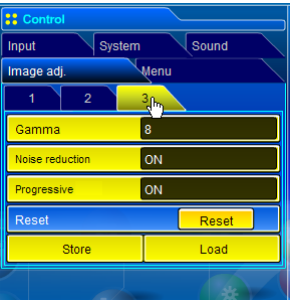 Control
Input System Sound
Image adj. Menu
1 2 3
Gamma 8
Noise reduction ON
Progressive ON
Reset Reset
Store Load